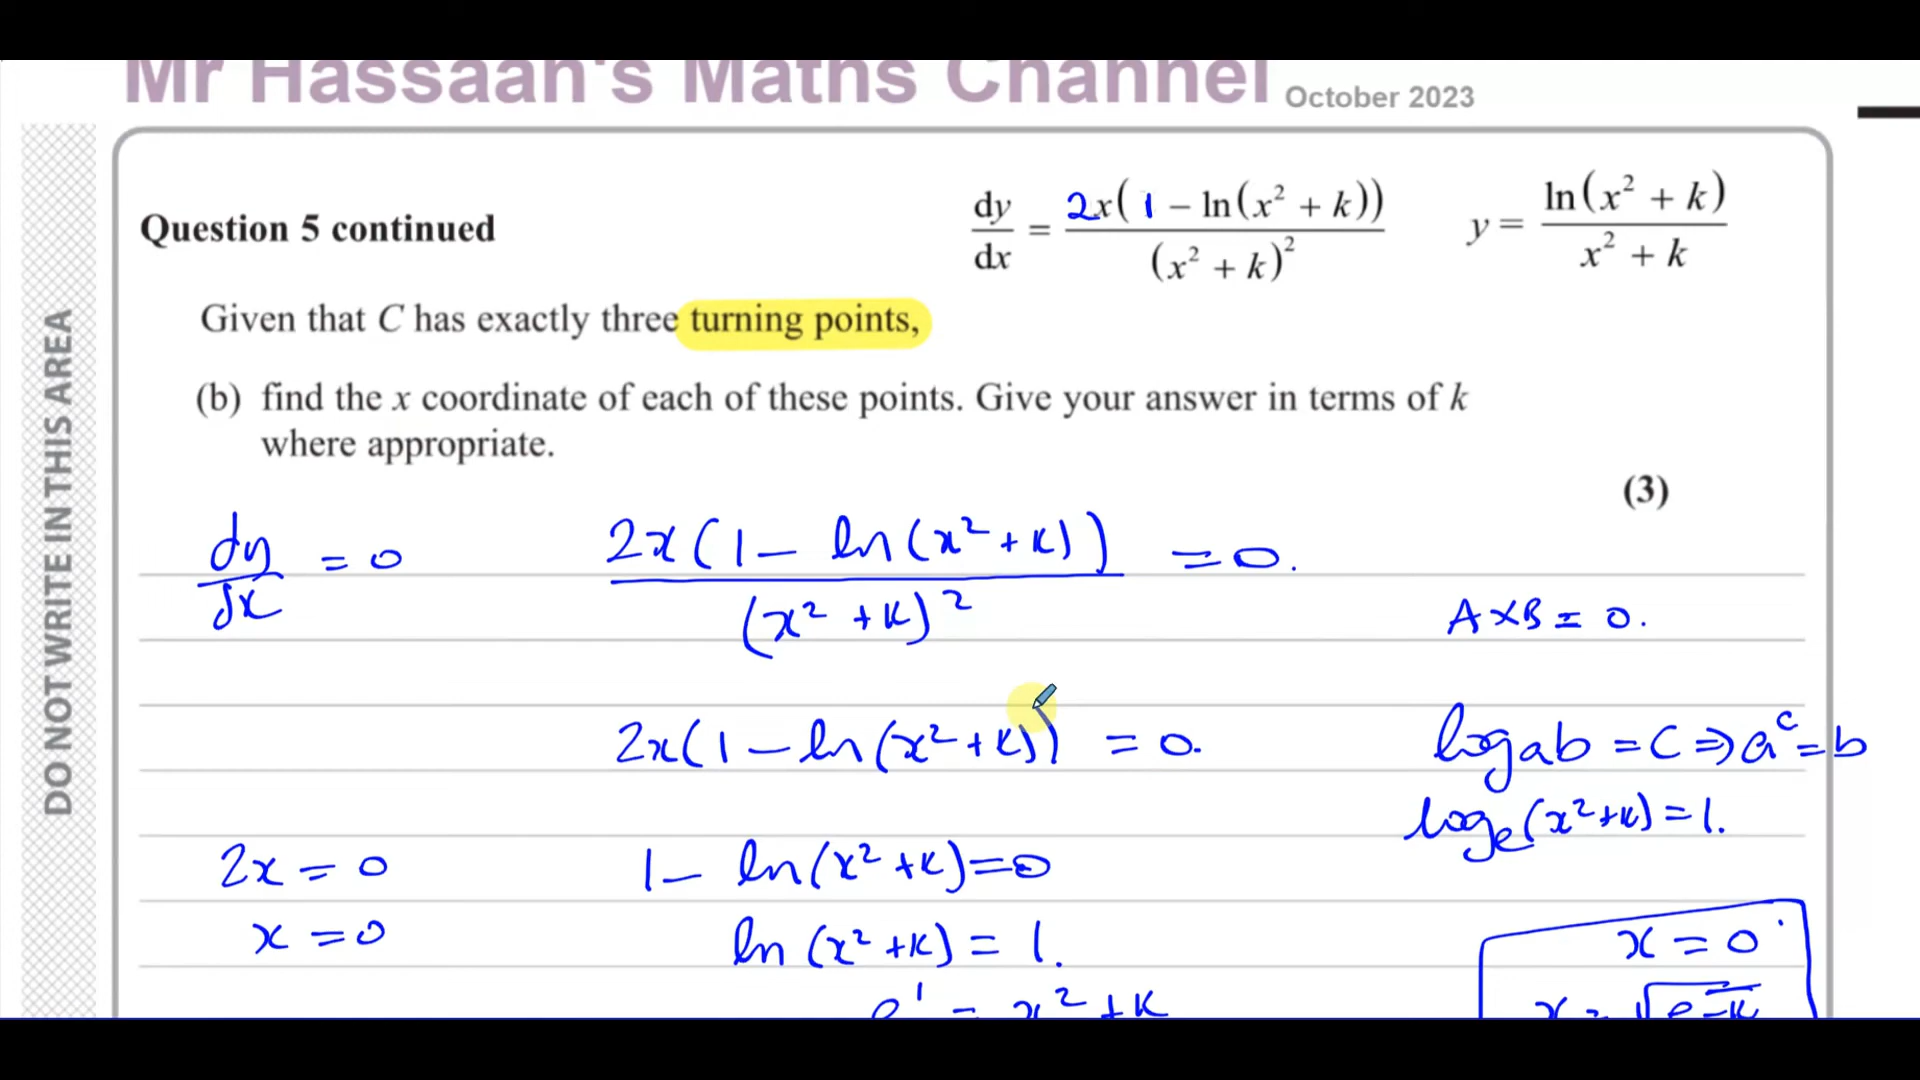 Mr Hassaan's Maths Channel October 2023
DO NOT WRITE IN THIS AREA
Question 5 continued
dy/dx = 2x(1 − ln(x² + k))/(x² + k)²    y = ln(x² + k)/(x² + k)
Given that C has exactly three turning points,
(b) find the x coordinate of each of these points. Give your answer in terms of k
where appropriate.
(3)
dy/dx = 0    2x(1 − ln(x² + k))/(x² + k)² = 0.
A×B = 0.
2x(1 − ln(x² + k)) = 0.    log a b = c ⇒ a^c = b
logₑ(x² + k) = 1.
2x = 0    1 − ln(x² + k) = 0
x = 0    ln(x² + k) = 1.    x = 0
e¹ = x² + k    x = √(e − k)